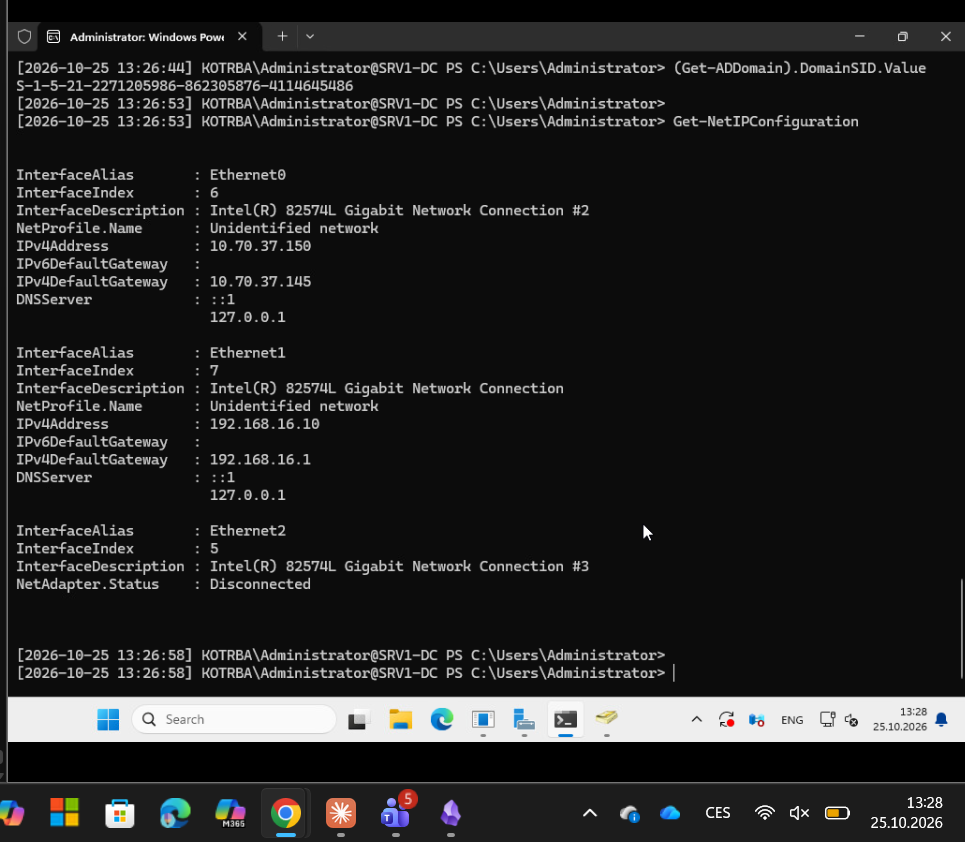 Administrator: Windows Powe
[2026-10-25 13:26:44] KOTRBA\Administrator@SRV1-DC PS C:\Users\Administrator> (Get-ADDomain).DomainSID.Value
S-1-5-21-2271205986-862305876-4114645486
[2026-10-25 13:26:53] KOTRBA\Administrator@SRV1-DC PS C:\Users\Administrator>
[2026-10-25 13:26:53] KOTRBA\Administrator@SRV1-DC PS C:\Users\Administrator> Get-NetIPConfiguration
InterfaceAlias : Ethernet0
InterfaceIndex : 6
InterfaceDescription : Intel(R) 82574L Gigabit Network Connection #2
NetProfile.Name : Unidentified network
IPv4Address : 10.70.37.150
IPv6DefaultGateway :
IPv4DefaultGateway : 10.70.37.145
DNSServer : ::1
127.0.0.1
InterfaceAlias : Ethernet1
InterfaceIndex : 7
InterfaceDescription : Intel(R) 82574L Gigabit Network Connection
NetProfile.Name : Unidentified network
IPv4Address : 192.168.16.10
IPv6DefaultGateway :
IPv4DefaultGateway : 192.168.16.1
DNSServer : ::1
127.0.0.1
InterfaceAlias : Ethernet2
InterfaceIndex : 5
InterfaceDescription : Intel(R) 82574L Gigabit Network Connection #3
NetAdapter.Status : Disconnected
[2026-10-25 13:26:58] KOTRBA\Administrator@SRV1-DC PS C:\Users\Administrator>
[2026-10-25 13:26:58] KOTRBA\Administrator@SRV1-DC PS C:\Users\Administrator>
Search
ENG
13:28
25.10.2026
M365
5
CES
13:28
25.10.2026